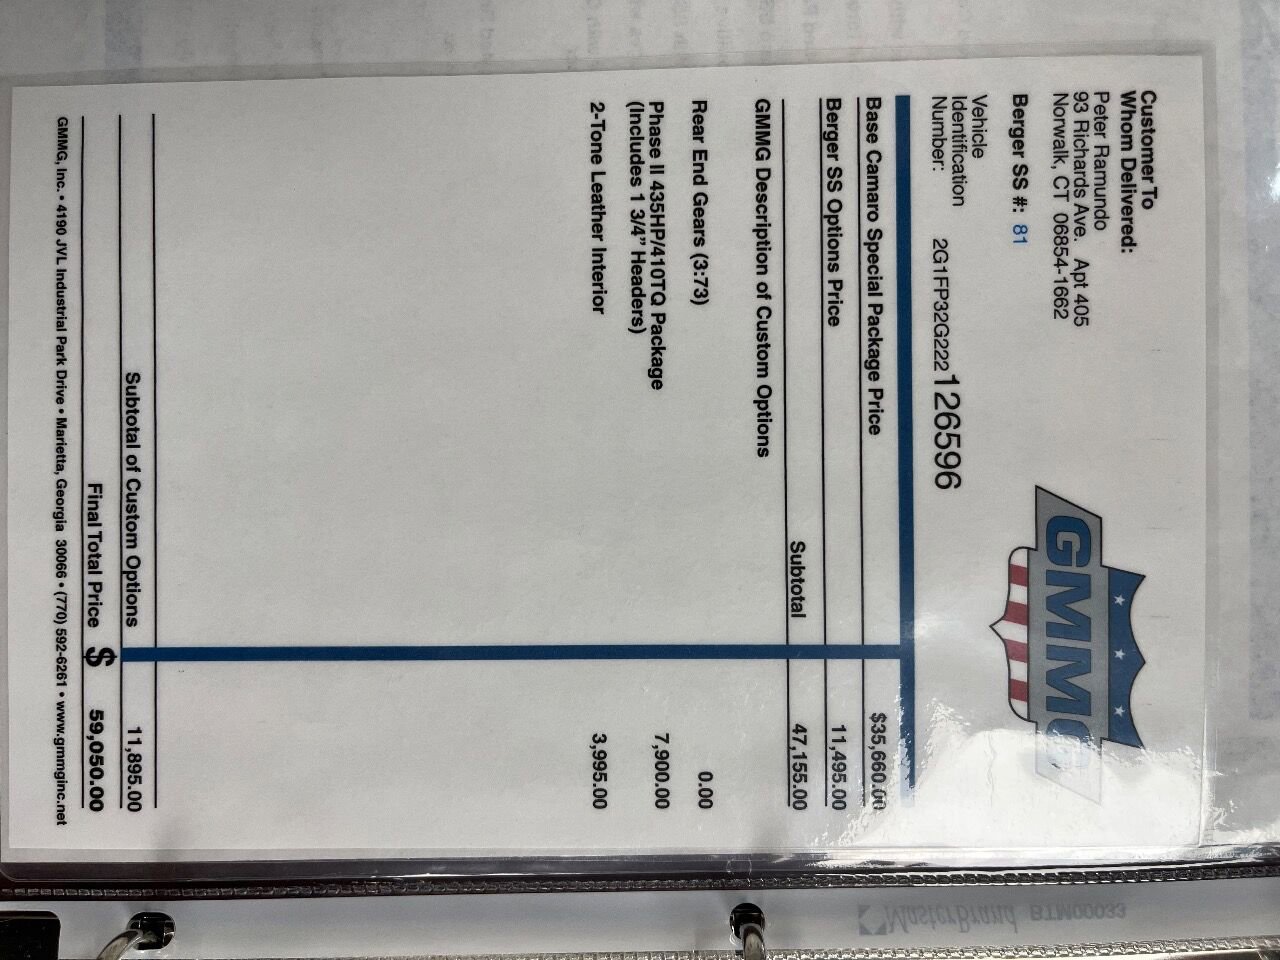 Customer To
Whom Delivered:
Peter Ramundo
93 Richards Ave. Apt 405
Norwalk, CT 06854-1662
Berger SS #: 81
GMMG
Vehicle
Identification
Number: 2G1FP32G222126596
Base Camaro Special Package Price $35,660.00
Berger SS Options Price 11,495.00
Subtotal 47,155.00
GMMG Description of Custom Options
Rear End Gears (3:73) 0.00
Phase II 435HP/410TQ Package 7,900.00
(Includes 1 3/4" Headers)
2-Tone Leather Interior 3,995.00
Subtotal of Custom Options 11,895.00
Final Total Price $ 59,050.00
GMMG, Inc. • 4190 JVL Industrial Park Drive • Marietta, Georgia 30066 • (770) 592-6261 • www.gmmginc.net
MasterBrand BTM00033